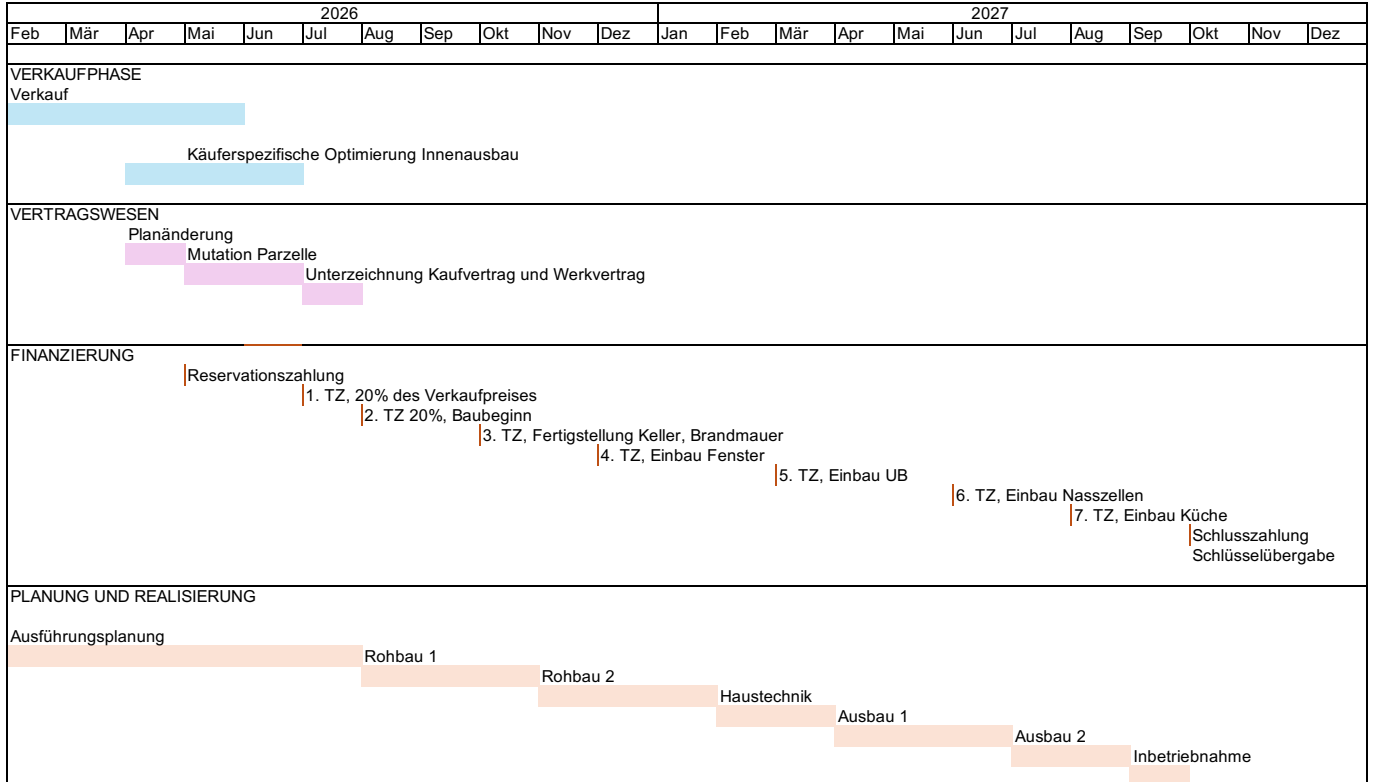 2026 2027
Feb Mär Apr Mai Jun Jul Aug Sep Okt Nov Dez Jan Feb Mär Apr Mai Jun Jul Aug Sep Okt Nov Dez
VERKAUFPHASE
Verkauf
Käuferspezifische Optimierung Innenausbau
VERTRAGSWESEN
Planänderung
Mutation Parzelle
Unterzeichnung Kaufvertrag und Werkvertrag
FINANZIERUNG
Reservationszahlung
1. TZ, 20% des Verkaufpreises
2. TZ 20%, Baubeginn
3. TZ, Fertigstellung Keller, Brandmauer
4. TZ, Einbau Fenster
5. TZ, Einbau UB
6. TZ, Einbau Nasszellen
7. TZ, Einbau Küche
Schlusszahlung
Schlüsselübergabe
PLANUNG UND REALISIERUNG
Ausführungsplanung
Rohbau 1
Rohbau 2
Haustechnik
Ausbau 1
Ausbau 2
Inbetriebnahme